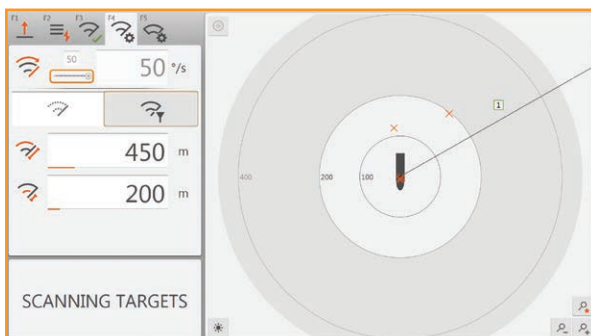 F1 F2 F3 F4 F5
50
50 °/s
450 m
200 m
SCANNING TARGETS
400 200 100
1